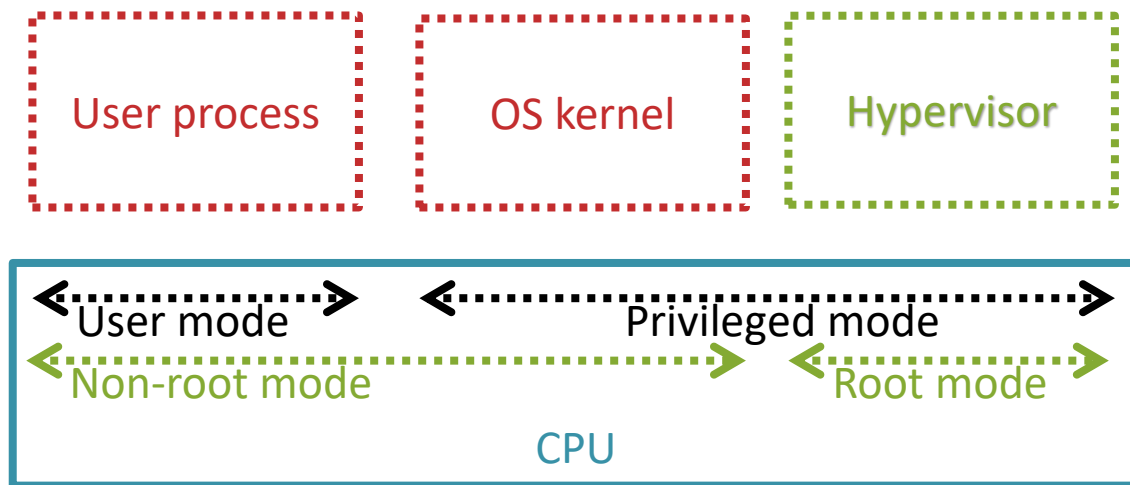 User process
OS kernel
Hypervisor
User mode
Privileged mode
Non-root mode
Root mode
CPU